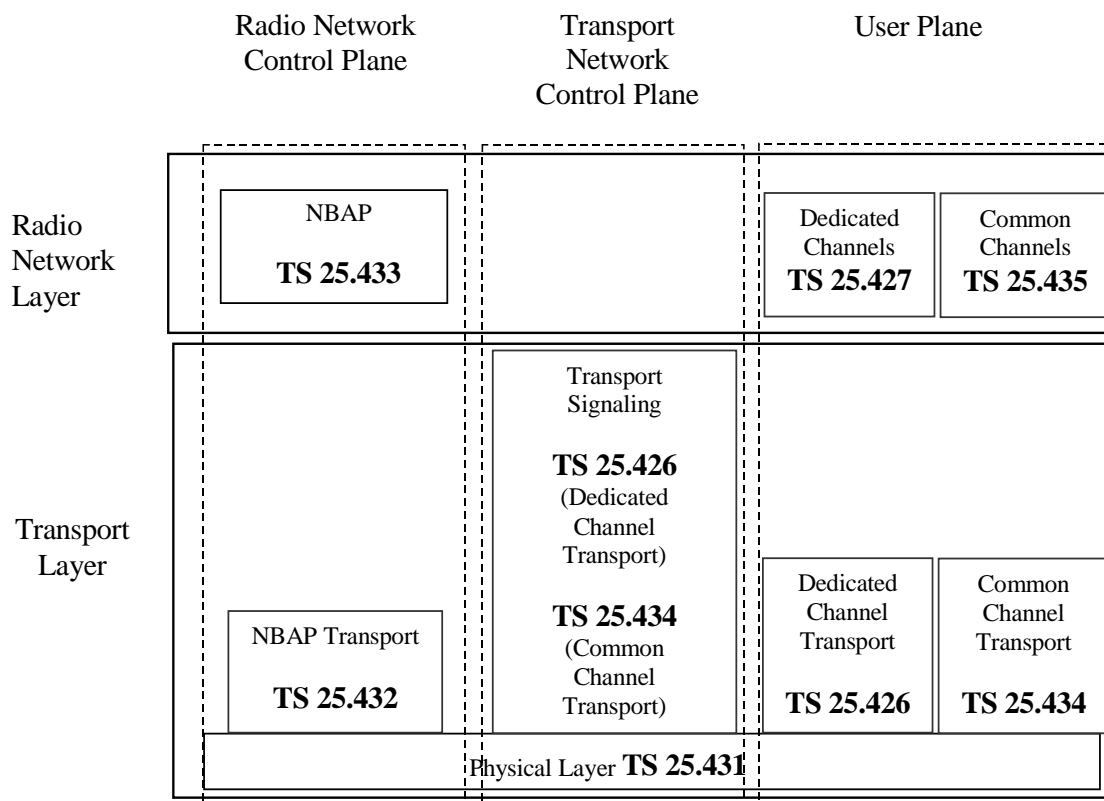 Radio Network
Control Plane
Transport
Network
Control Plane
User Plane
Radio
Network
Layer
NBAP
TS 25.433
Dedicated
Channels
TS 25.427
Common
Channels
TS 25.435
Transport
Layer
NBAP Transport
TS 25.432
Transport
Signaling
TS 25.426
(Dedicated
Channel
Transport)
TS 25.434
(Common
Channel
Transport)
Dedicated
Channel
Transport
TS 25.426
Common
Channel
Transport
TS 25.434
Physical Layer TS 25.431